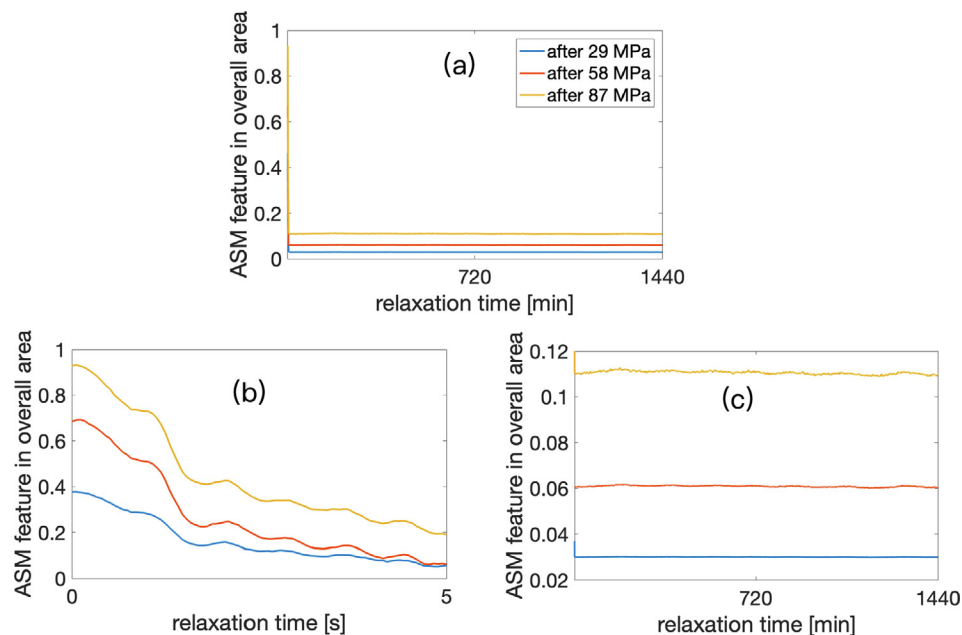 ASM feature in overall area
1
0.8
0.6
0.4
0.2
0
(a)
after 29 MPa
after 58 MPa
after 87 MPa
720
1440
relaxation time [min]
ASM feature in overall area
1
0.8
0.6
0.4
0.2
0
(b)
0
5
relaxation time [s]
ASM feature in overall area
0.12
0.1
0.08
0.06
0.04
0.02
(c)
720
1440
relaxation time [min]